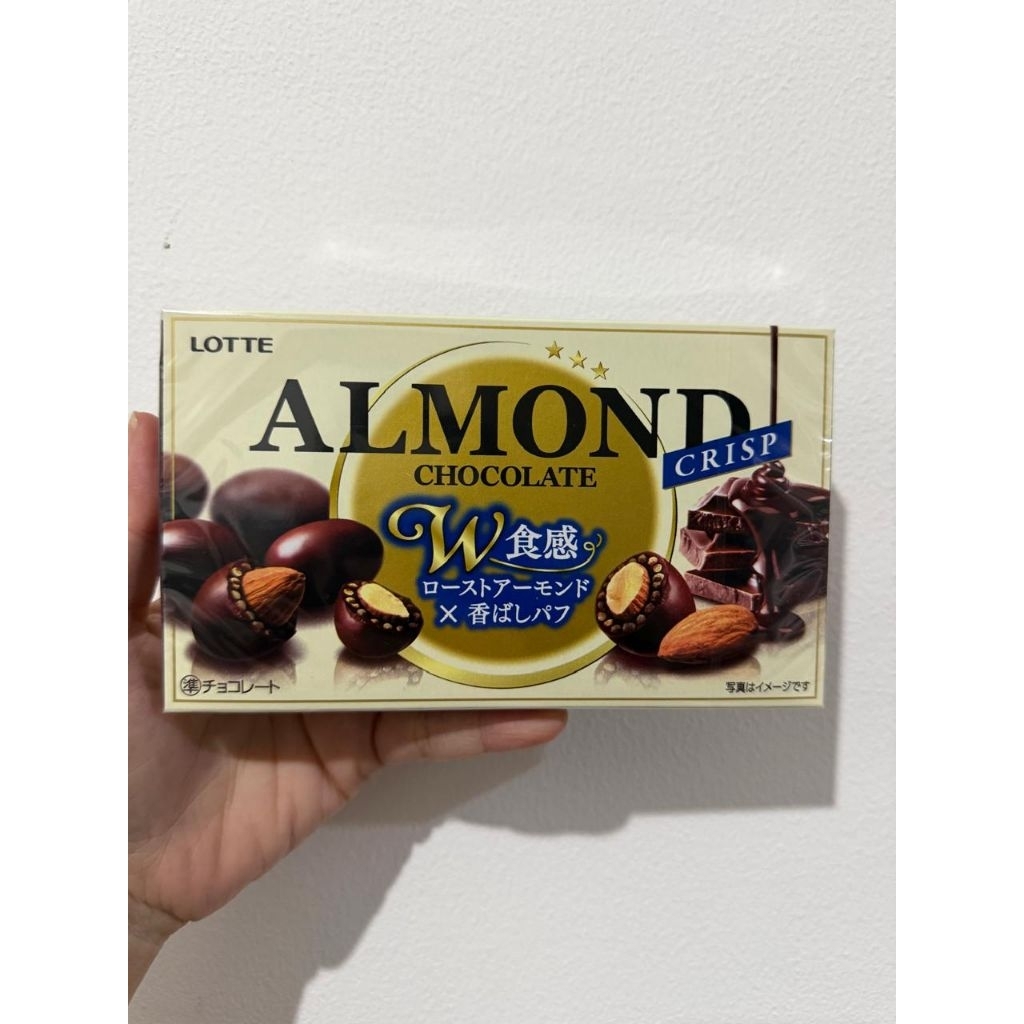 LOTTE
ALMOND
CRISP
CHOCOLATE
W食感
ローストアーモンド
×香ばしパフ
準チョコレート
写真はイメージです